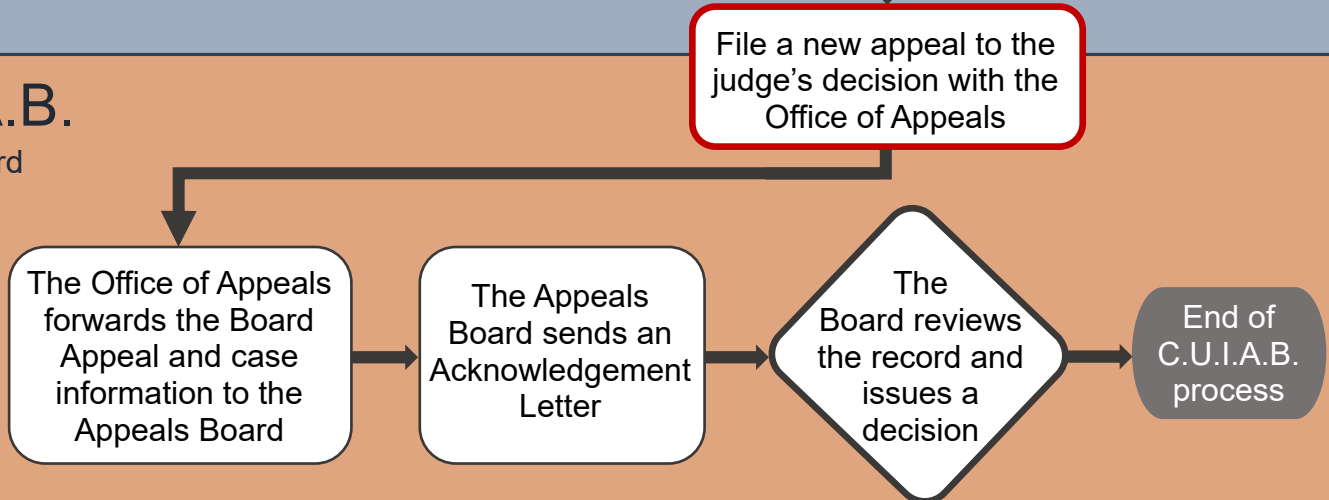 File a new appeal to the
judge’s decision with the
Office of Appeals
.B.
The Office of Appeals
forwards the Board
Appeal and case
information to the
Appeals Board
The Appeals
Board sends an
Acknowledgement
Letter
The
Board reviews
the record and
issues a
decision
End of
C.U.I.A.B.
process